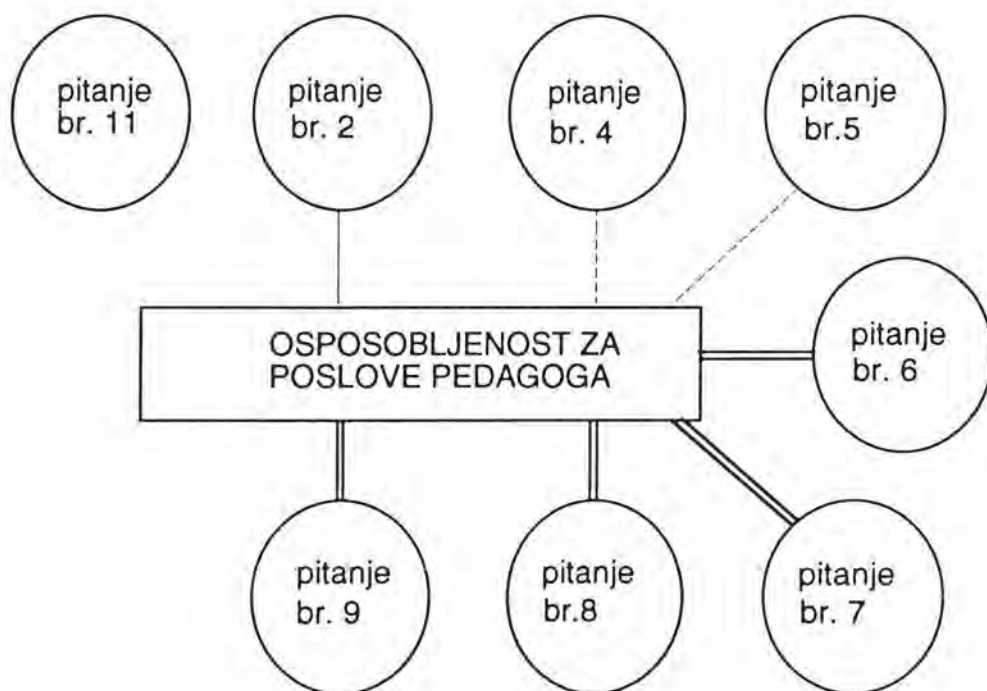 pitanje
br. 11
pitanje
br. 2
pitanje
br. 4
pitanje
br.5
OSPOSOBLJENOST ZA
POSLOVE PEDAGOGA
pitanje
br. 6
pitanje
br. 9
pitanje
br.8
pitanje
br. 7